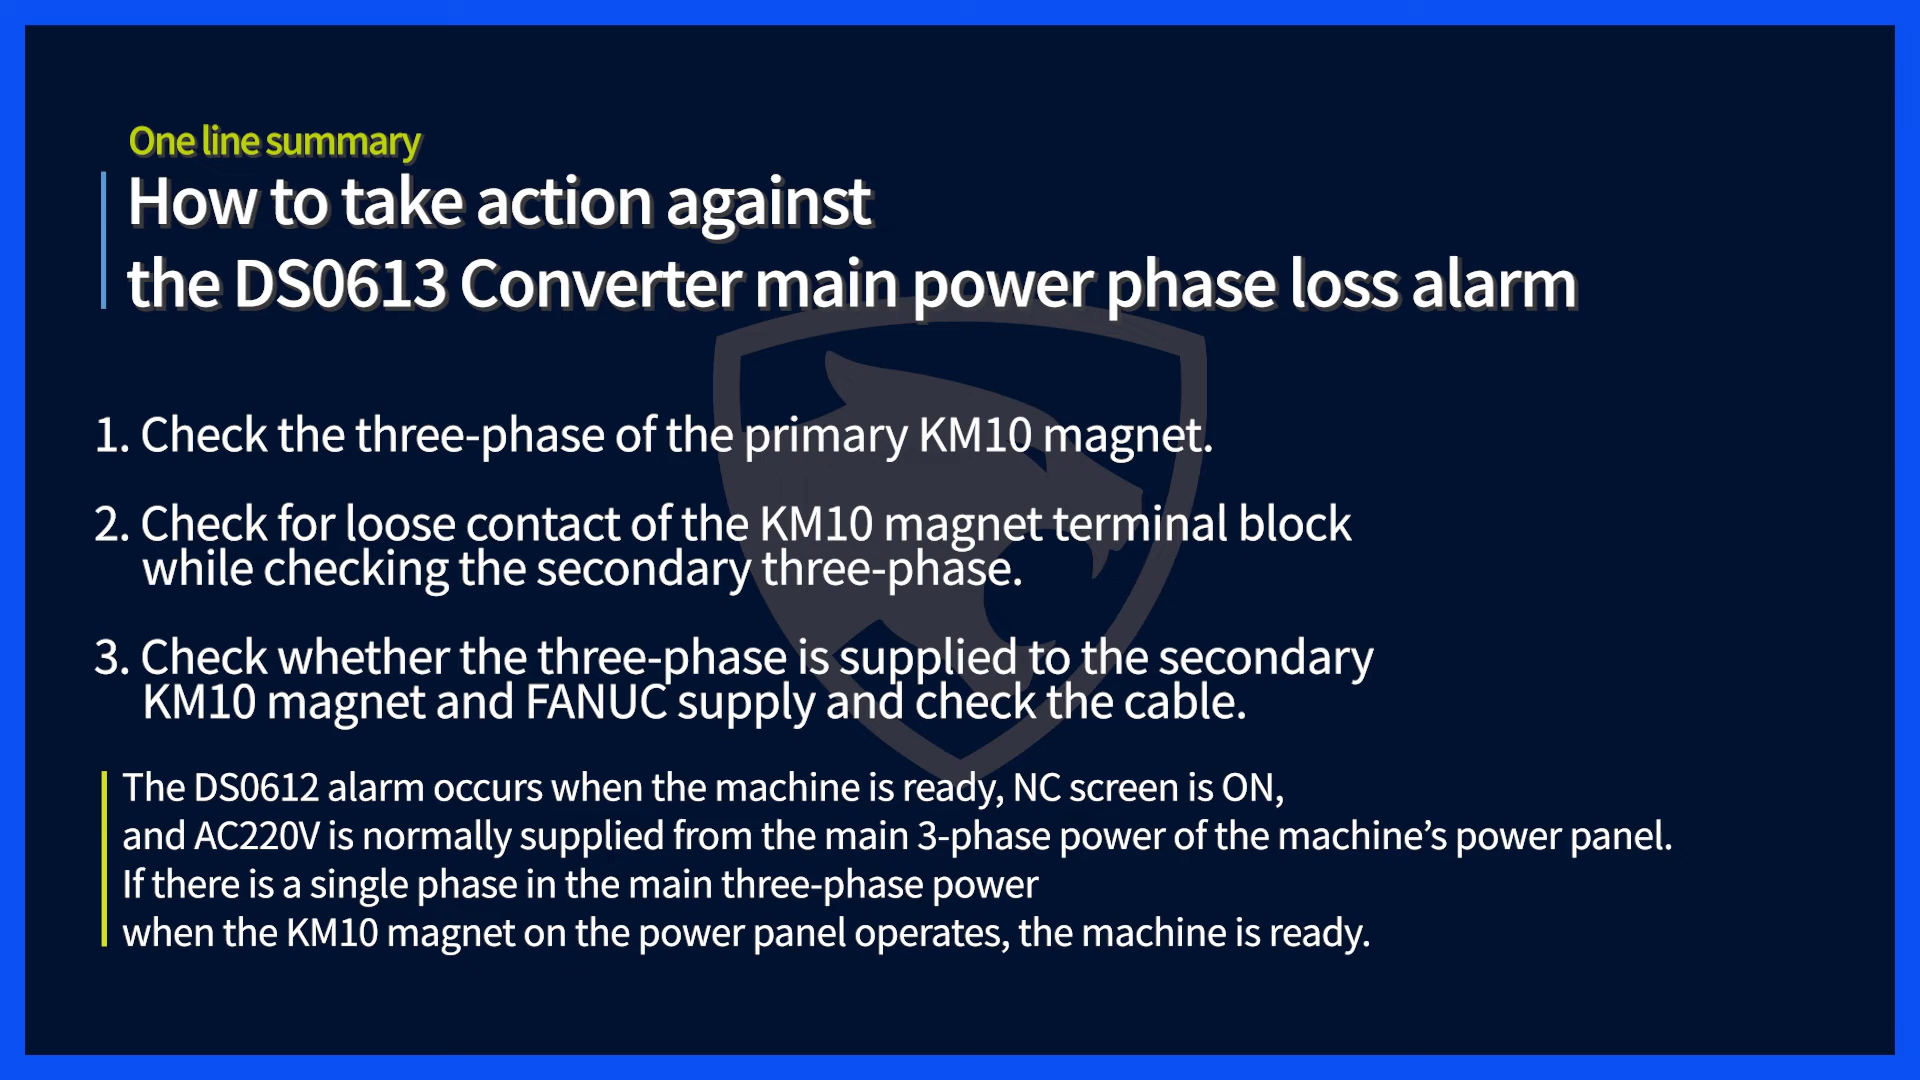 One line summary
How to take action against
the DS0613 Converter main power phase loss alarm
1. Check the three-phase of the primary KM10 magnet.
2. Check for loose contact of the KM10 magnet terminal block
while checking the secondary three-phase.
3. Check whether the three-phase is supplied to the secondary
KM10 magnet and FANUC supply and check the cable.
The DS0612 alarm occurs when the machine is ready, NC screen is ON,
and AC220V is normally supplied from the main 3-phase power of the machine’s power panel.
If there is a single phase in the main three-phase power
when the KM10 magnet on the power panel operates, the machine is ready.